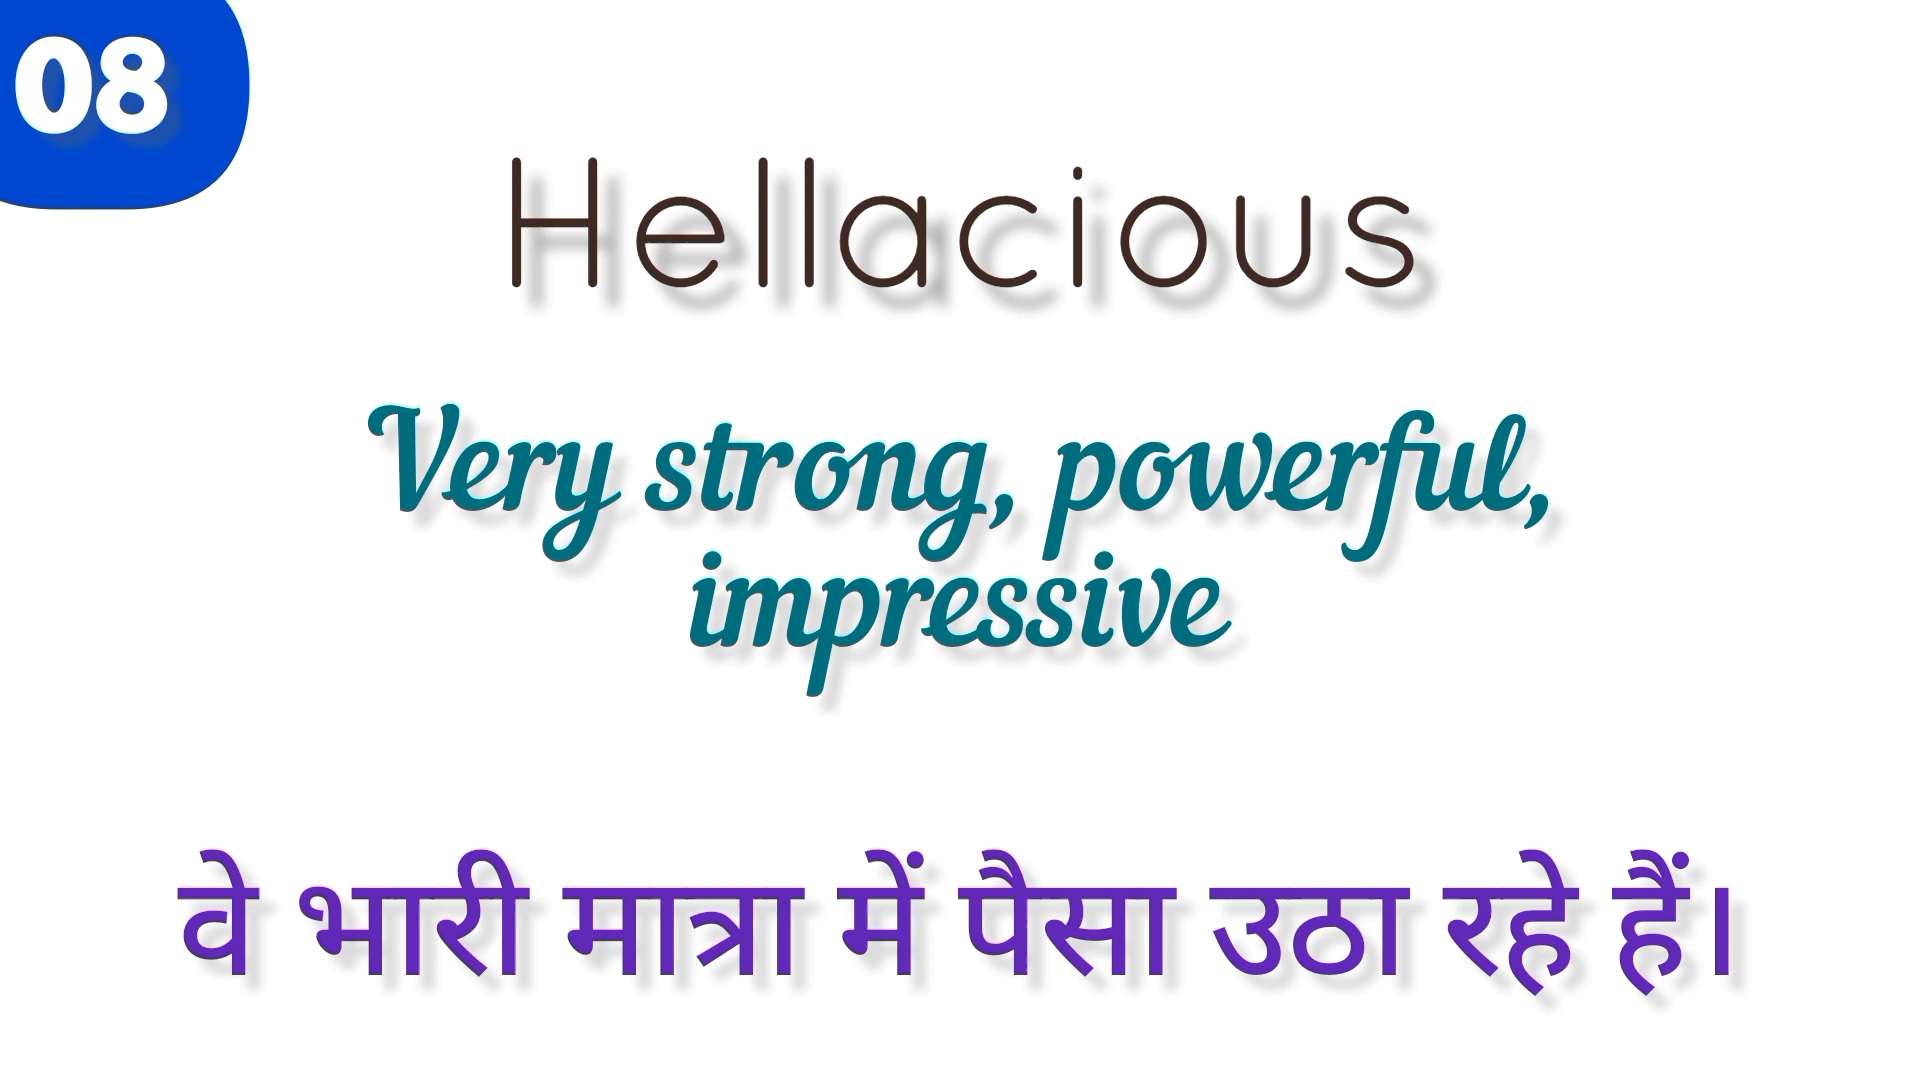 08
Hellacious
Very strong, powerful,
impressive
वे भारी मात्रा में पैसा उठा रहे हैं।